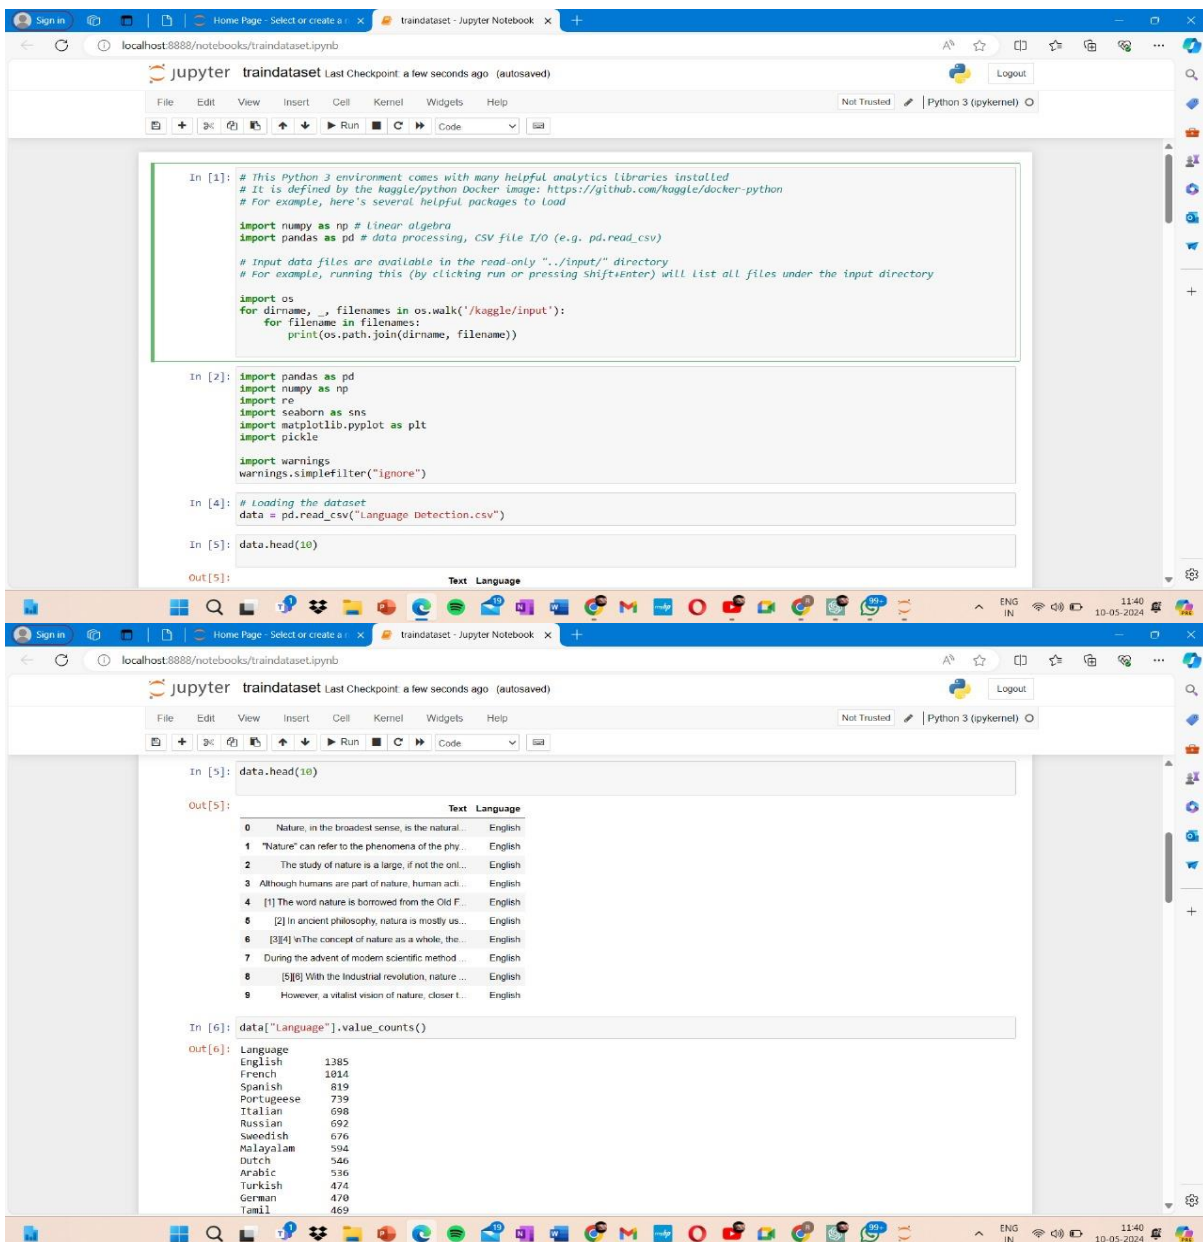 Sign in
Home Page - Select or create a n
traindataset - Jupyter Notebook
localhost:8888/notebooks/traindataset.ipynb
jupyter traindataset Last Checkpoint: a few seconds ago (autosaved)
Logout
File Edit View Insert Cell Kernel Widgets Help
Not Trusted
Python 3 (ipykernel)
Run
Code
In [1]: # This Python 3 environment comes with many helpful analytics libraries installed
# It is defined by the kaggle/python Docker image: https://github.com/kaggle/docker-python
# For example, here's several helpful packages to load
import numpy as np # linear algebra
import pandas as pd # data processing, CSV file I/O (e.g. pd.read_csv)
# Input data files are available in the read-only "../input/" directory
# For example, running this (by clicking run or pressing Shift+Enter) will list all files under the input directory
import os
for dirname, _, filenames in os.walk('/kaggle/input'):
for filename in filenames:
print(os.path.join(dirname, filename))
In [2]: import pandas as pd
import numpy as np
import re
import seaborn as sns
import matplotlib.pyplot as plt
import pickle
import warnings
warnings.simplefilter("ignore")
In [4]: # Loading the dataset
data = pd.read_csv("Language Detection.csv")
In [5]: data.head(10)
Out[5]:
Text Language
ENG
IN
11:40
10-05-2024
Sign in
Home Page - Select or create a n
traindataset - Jupyter Notebook
localhost:8888/notebooks/traindataset.ipynb
jupyter traindataset Last Checkpoint: a few seconds ago (autosaved)
Logout
File Edit View Insert Cell Kernel Widgets Help
Not Trusted
Python 3 (ipykernel)
Run
Code
In [5]: data.head(10)
Out[5]:
Text Language
0 Nature, in the broadest sense, is the natural... English
1 "Nature" can refer to the phenomena of the phy... English
2 The study of nature is a large, if not the onl... English
3 Although humans are part of nature, human acti... English
4 [1] The word nature is borrowed from the Old F... English
5 [2] In ancient philosophy, natura is mostly us... English
6 [3][4] \nThe concept of nature as a whole, the... English
7 During the advent of modern scientific method ... English
8 [5][6] With the Industrial revolution, nature ... English
9 However, a vitalist vision of nature, closer t... English
In [6]: data["Language"].value_counts()
Out[6]: Language
English 1385
French 1014
Spanish 819
Portugeese 739
Italian 698
Russian 692
Sweedish 676
Malayalam 594
Dutch 546
Arabic 536
Turkish 474
German 470
Tamil 469
ENG
IN
11:40
10-05-2024